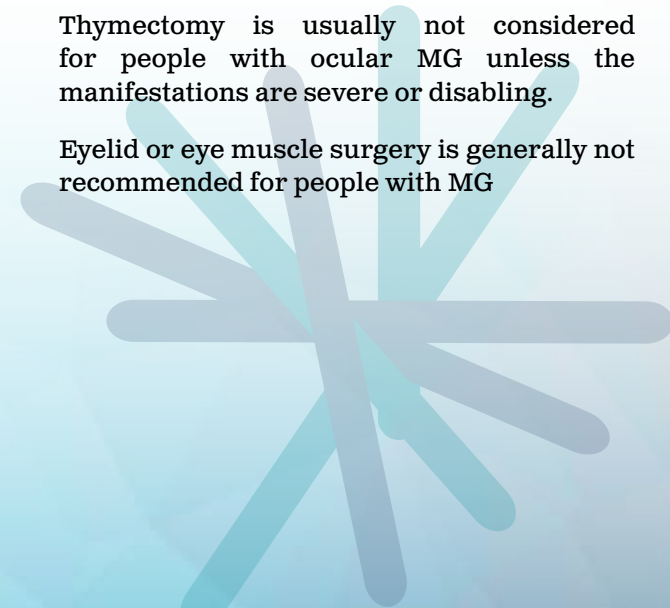 Thymectomy is usually not considered
for people with ocular MG unless the
manifestations are severe or disabling.
Eyelid or eye muscle surgery is generally not
recommended for people with MG